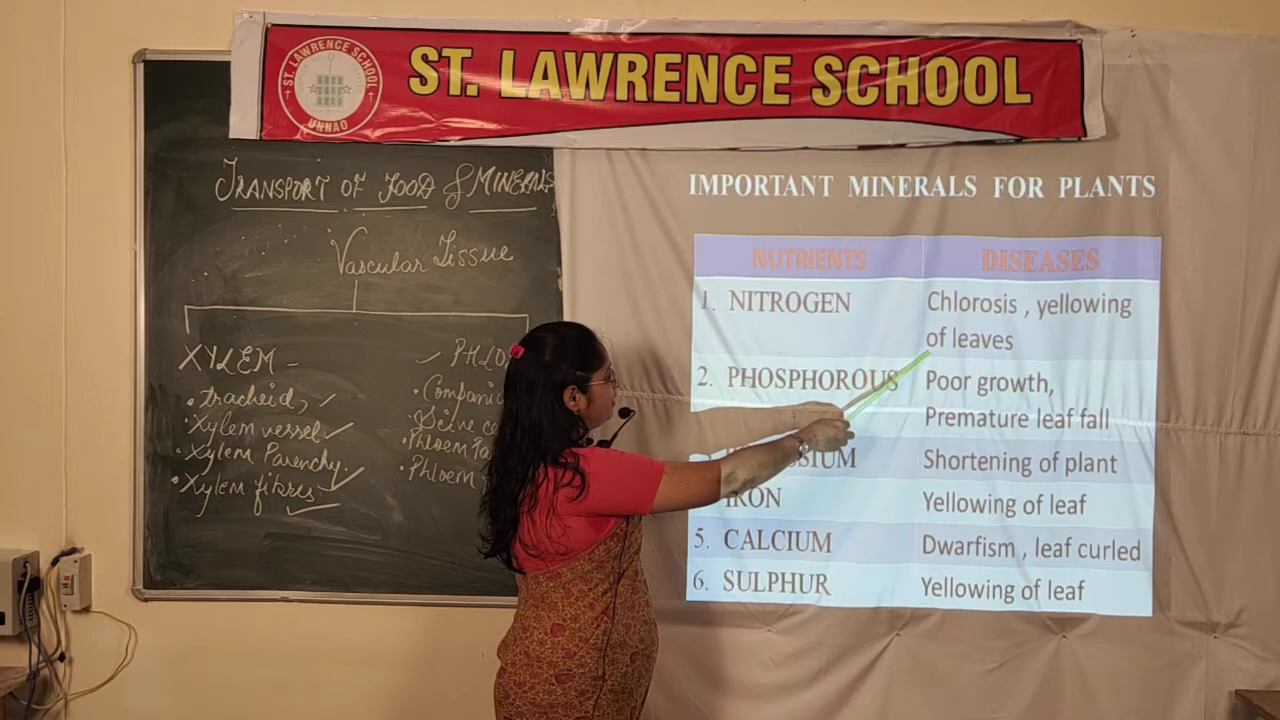 ST. LAWRENCE SCHOOL
ST. LAWRENCE SCHOOL
UNNAO
TRANSPORT OF FOOD & MINERALS
Vascular Tissue
XYLEM -
• tracheid,
• Xylem vessel
• Xylem Parenchy.
• Xylem fibres
• Phloem
IMPORTANT MINERALS FOR PLANTS
NUTRIENTS DISEASES
1. NITROGEN Chlorosis , yellowing
of leaves
2. PHOSPHOROUS Poor growth,
Premature leaf fall
Shortening of plant
IRON Yellowing of leaf
5. CALCIUM Dwarfism , leaf curled
6. SULPHUR Yellowing of leaf